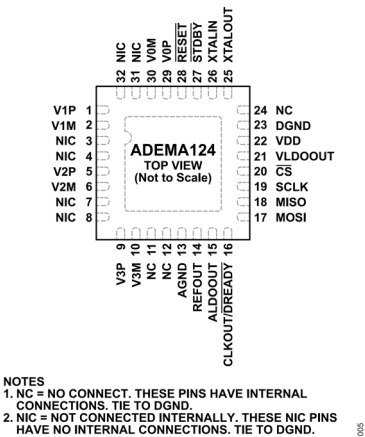 32 NIC
31 NIC
30 V0M
29 V0P
28 RESET
27 STDBY
26 XTALIN
25 XTALOUT
V1P 1
V1M 2
NIC 3
NIC 4
V2P 5
V2M 6
NIC 7
NIC 8
ADEMA124
TOP VIEW
(Not to Scale)
24 NC
23 DGND
22 VDD
21 VLDOOUT
20 CS
19 SCLK
18 MISO
17 MOSI
V3P 9
V3M 10
NC 11
NC 12
AGND 13
REFOUT 14
ALDOOUT 15
CLKOUT/DREADY 16
NOTES
1. NC = NO CONNECT. THESE PINS HAVE INTERNAL
CONNECTIONS. TIE TO DGND.
2. NIC = NOT CONNECTED INTERNALLY. THESE NIC PINS
HAVE NO INTERNAL CONNECTIONS. TIE TO DGND.
005